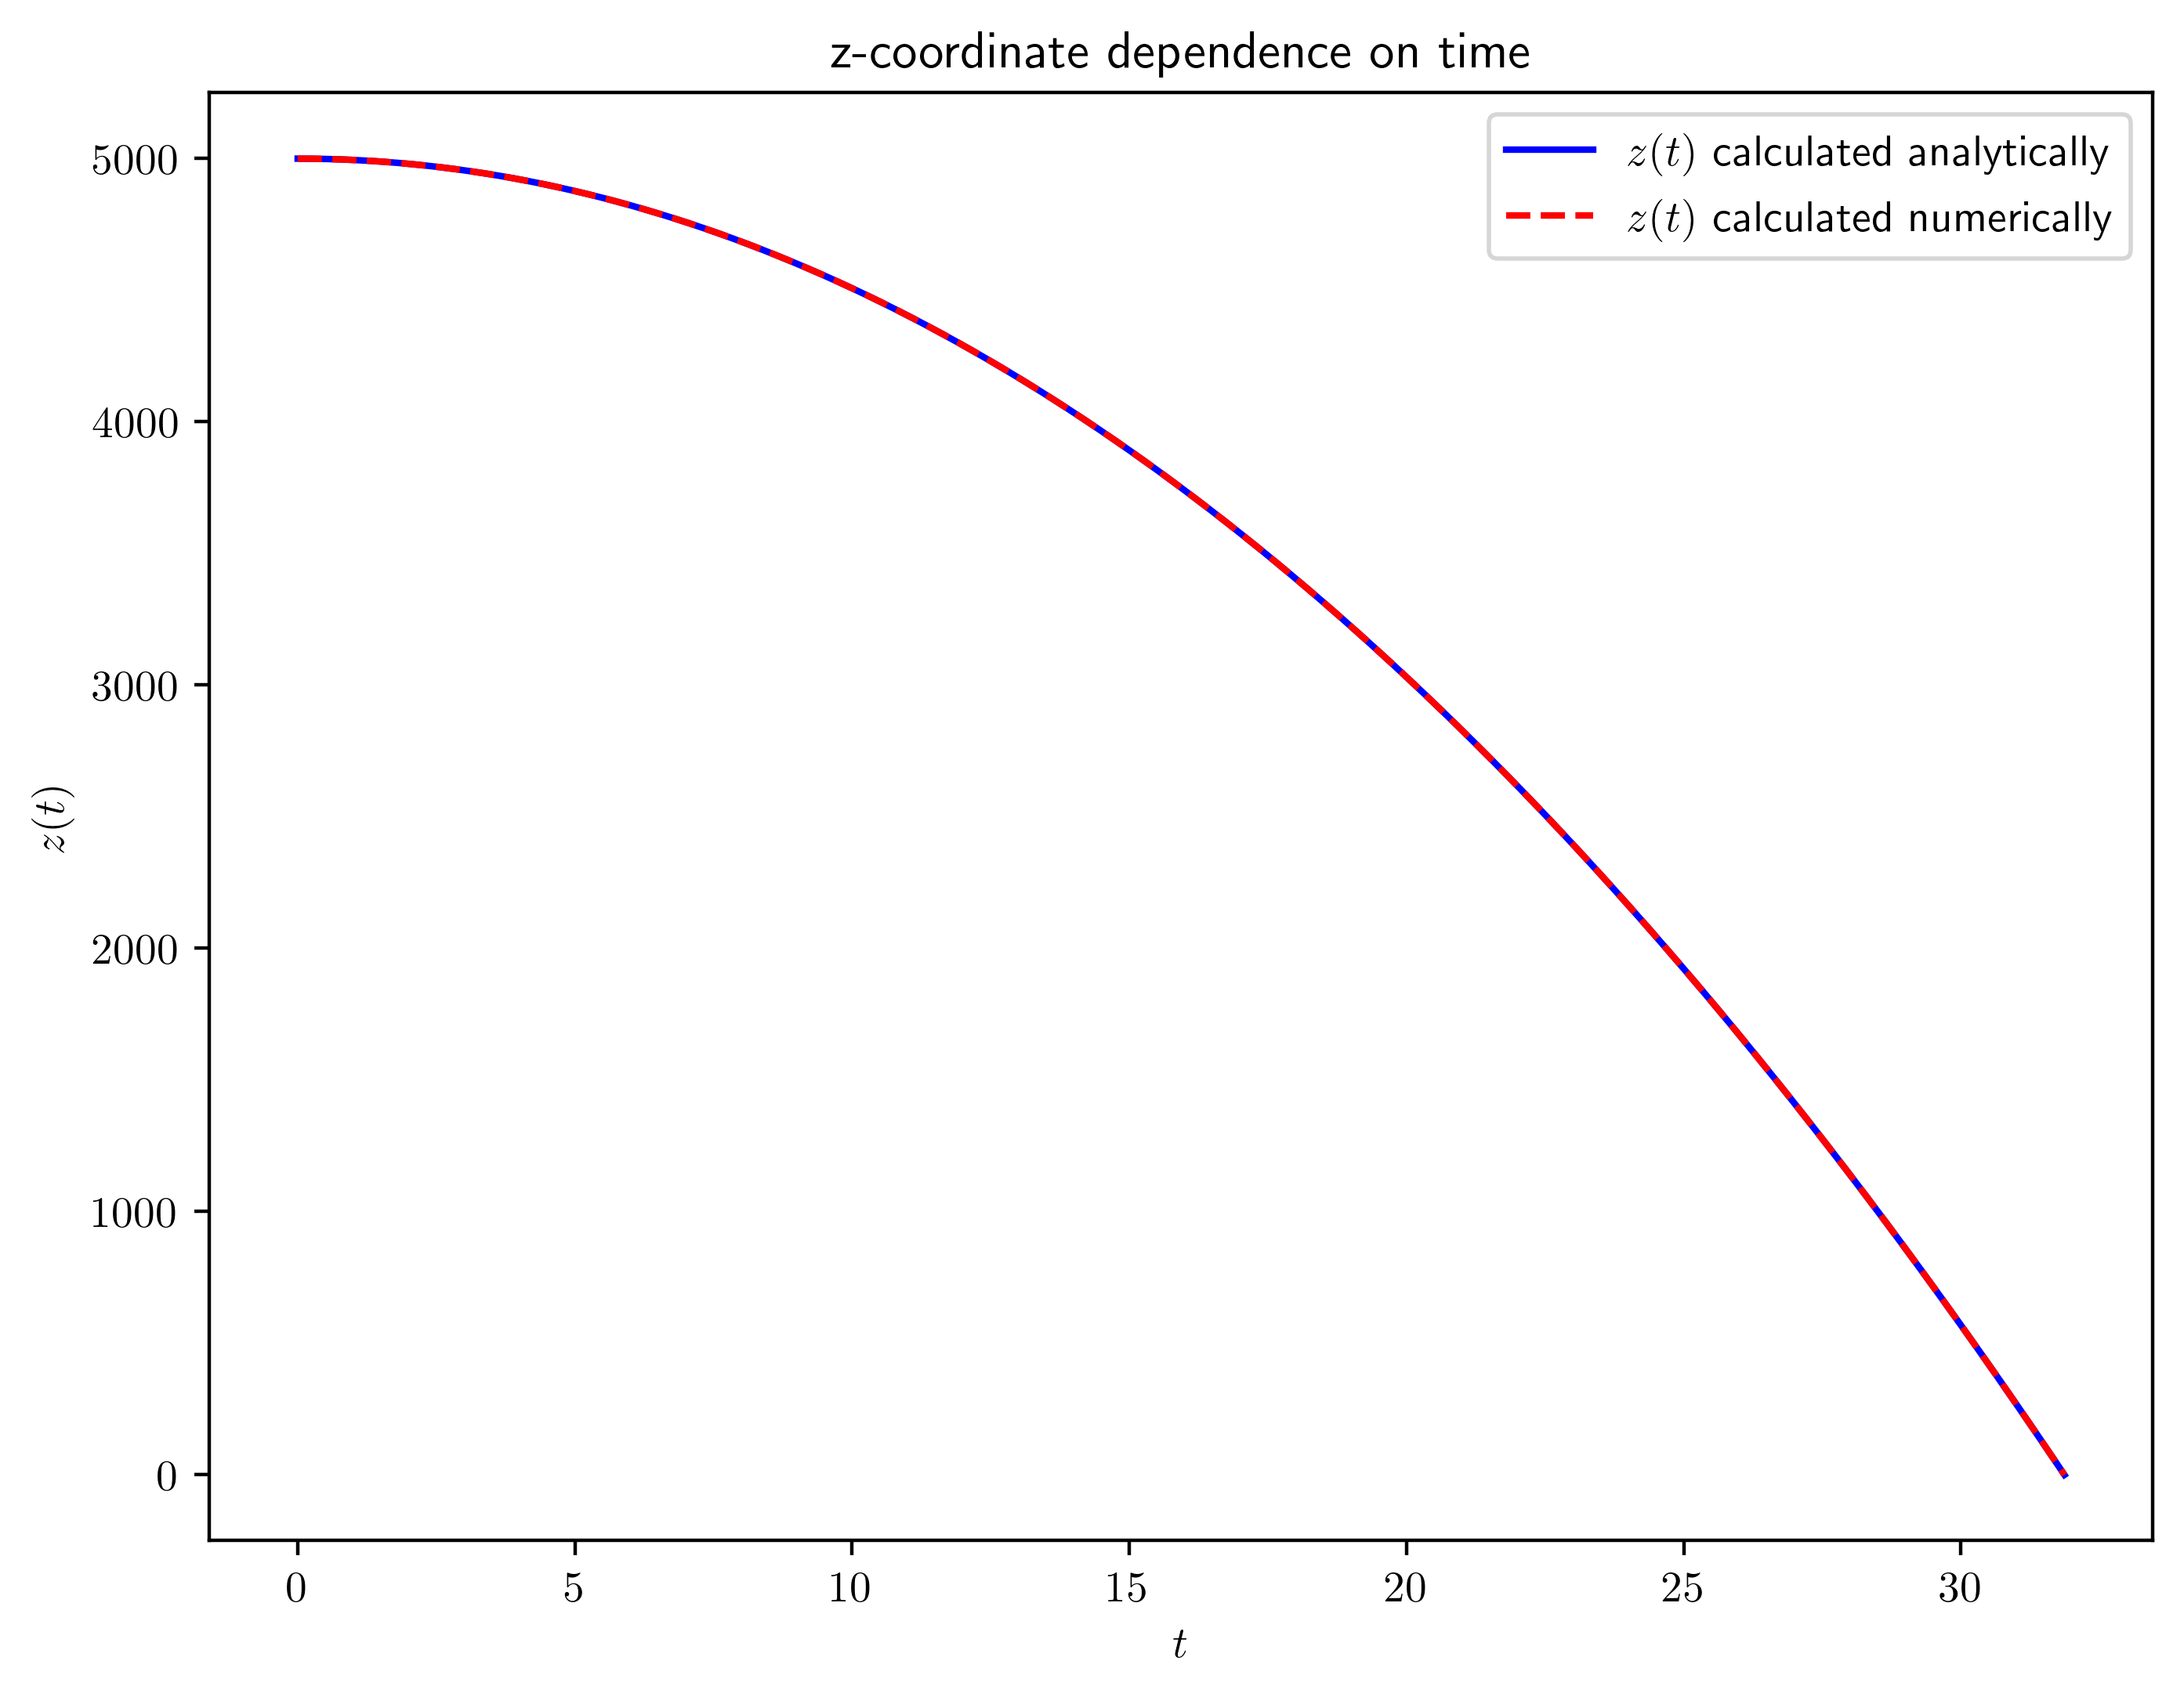 z-coordinate dependence on time
z(t) calculated analytically
z(t) calculated numerically
5000
4000
3000
2000
1000
0
z(t)
0 5 10 15 20 25 30
t